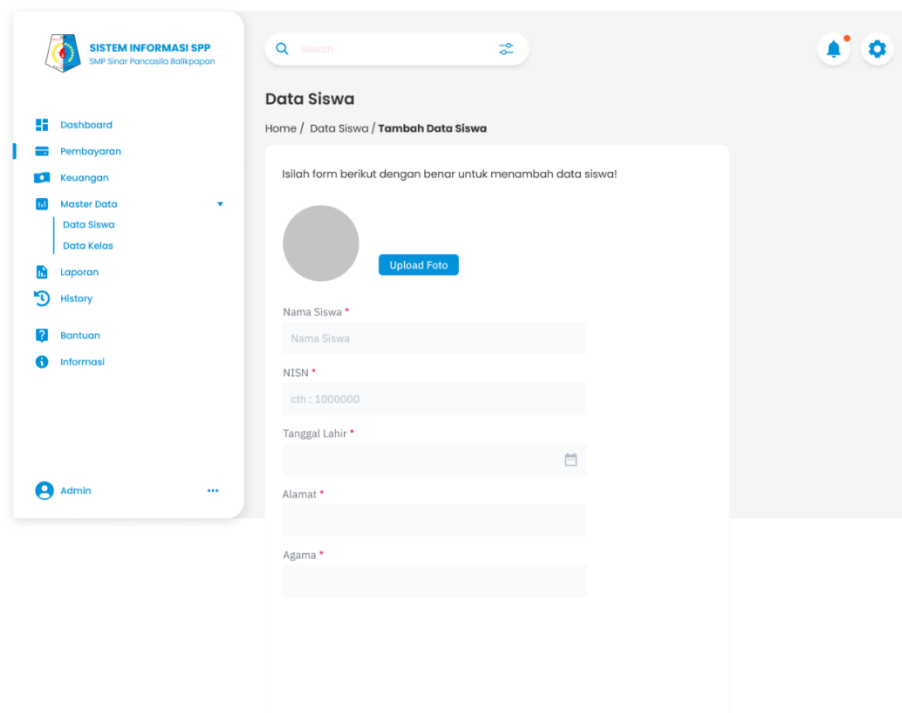 SISTEM INFORMASI SPP
SMP Sinar Pancasila Balikpapan
Dashboard
Pembayaran
Keuangan
Master Data
Data Siswa
Data Kelas
Laporan
History
Bantuan
Informasi
Admin
Search
Data Siswa
Home / Data Siswa / Tambah Data Siswa
Isilah form berikut dengan benar untuk menambah data siswa!
Upload Foto
Nama Siswa *
Nama Siswa
NISN *
cth : 1000000
Tanggal Lahir *
Alamat *
Agama *